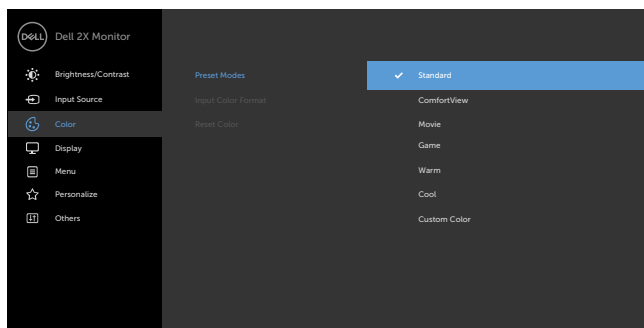 DELL Dell 2X Monitor
Brightness/Contrast Preset Modes Standard
Input Source Input Color Format ComfortView
Color Reset Color Movie
Display Game
Menu Warm
Personalize Cool
Others Custom Color